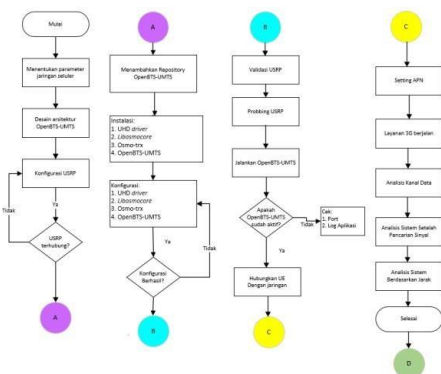 Mulai
Menentukan parameter
jaringan seluler
Desain arsitektur
OpenBTS-UMTS
Konfigurasi USRP
Tidak
Ya
USRP
terhubung?
A
A
Menambahkan Repository
OpenBTS-UMTS
Instalasi:
1. UHD driver
2. Libosmocore
3. Osmo-trx
4. OpenBTS-UMTS
Konfigurasi:
1. UHD driver
2. Libosmocore
3. Osmo-trx
4. OpenBTS-UMTS
Ya
Tidak
Konfigurasi
Berhasil?
B
B
Validasi USRP
Probbing USRP
Jalankan OpenBTS-UMTS
Apakah
OpenBTS-UMTS
sudah aktif?
Tidak
Cek:
1. Port
2. Log Aplikasi
Ya
Hubungkan UE
Dengan Jaringan
C
C
Setting APN
Layanan 3G berjalan
Analisis Kanal Data
Analisis Sistem Setelah
Pencarian Sinyal
Analisis Sistem
Berdasarkan Jarak
Selesai
D